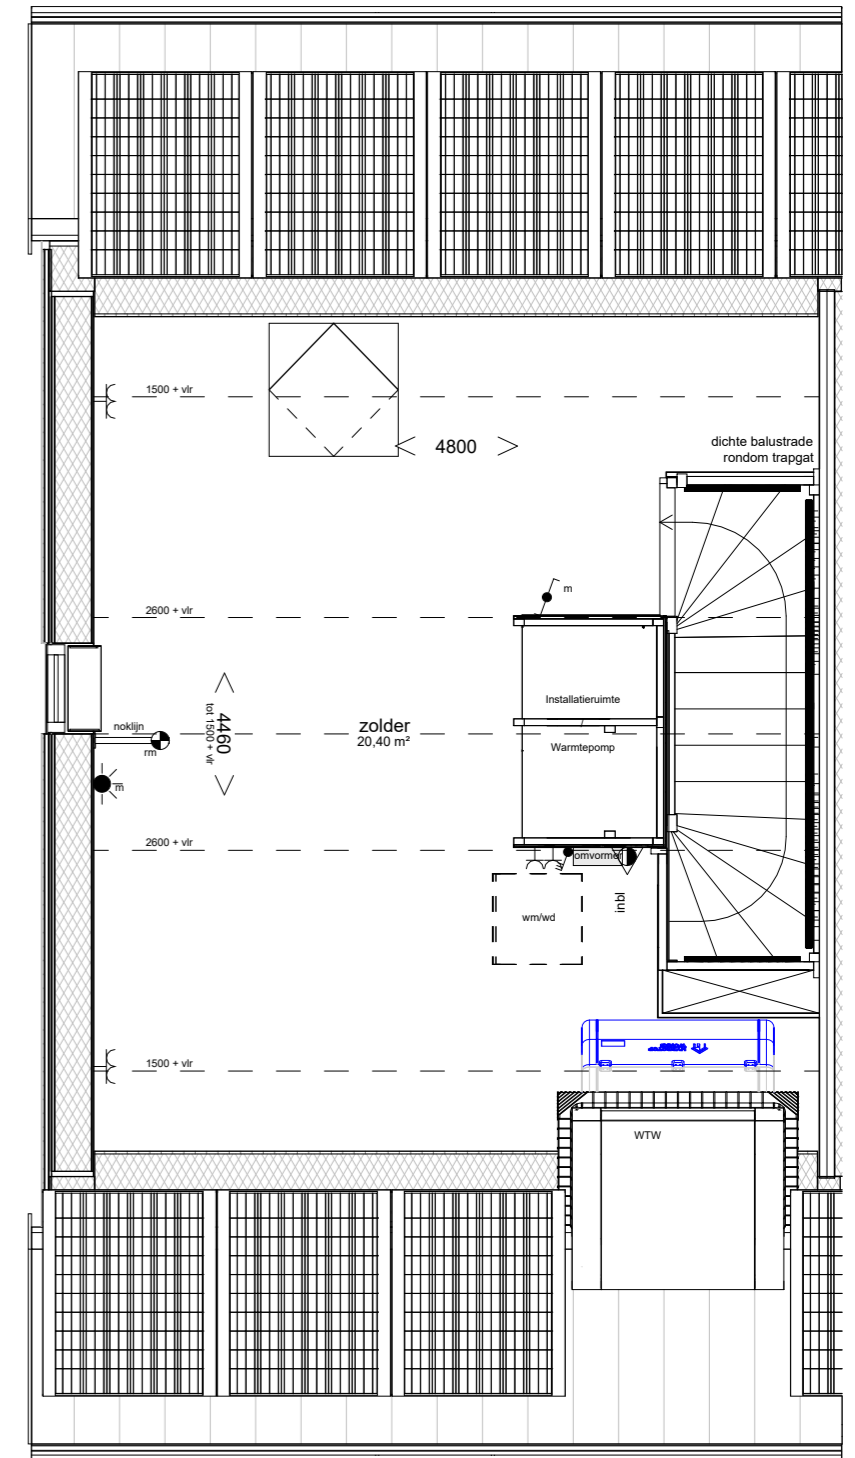 1500 + vlr
4800
dichte balustrade
rondom trapgat
m
2600 + vlr
Installatieruimte
noklijn
rm
4460
tot 1500 + vlr
zolder
20,40 m²
Warmtepomp
m
2600 + vlr
omvormer
wm/wd
inbl
1500 + vlr
WTW